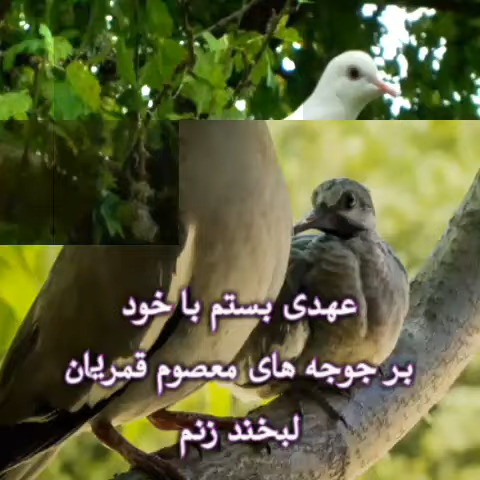 عهدی بستم با خود
بر جوجه های معصوم قمریان
لبخند زنم